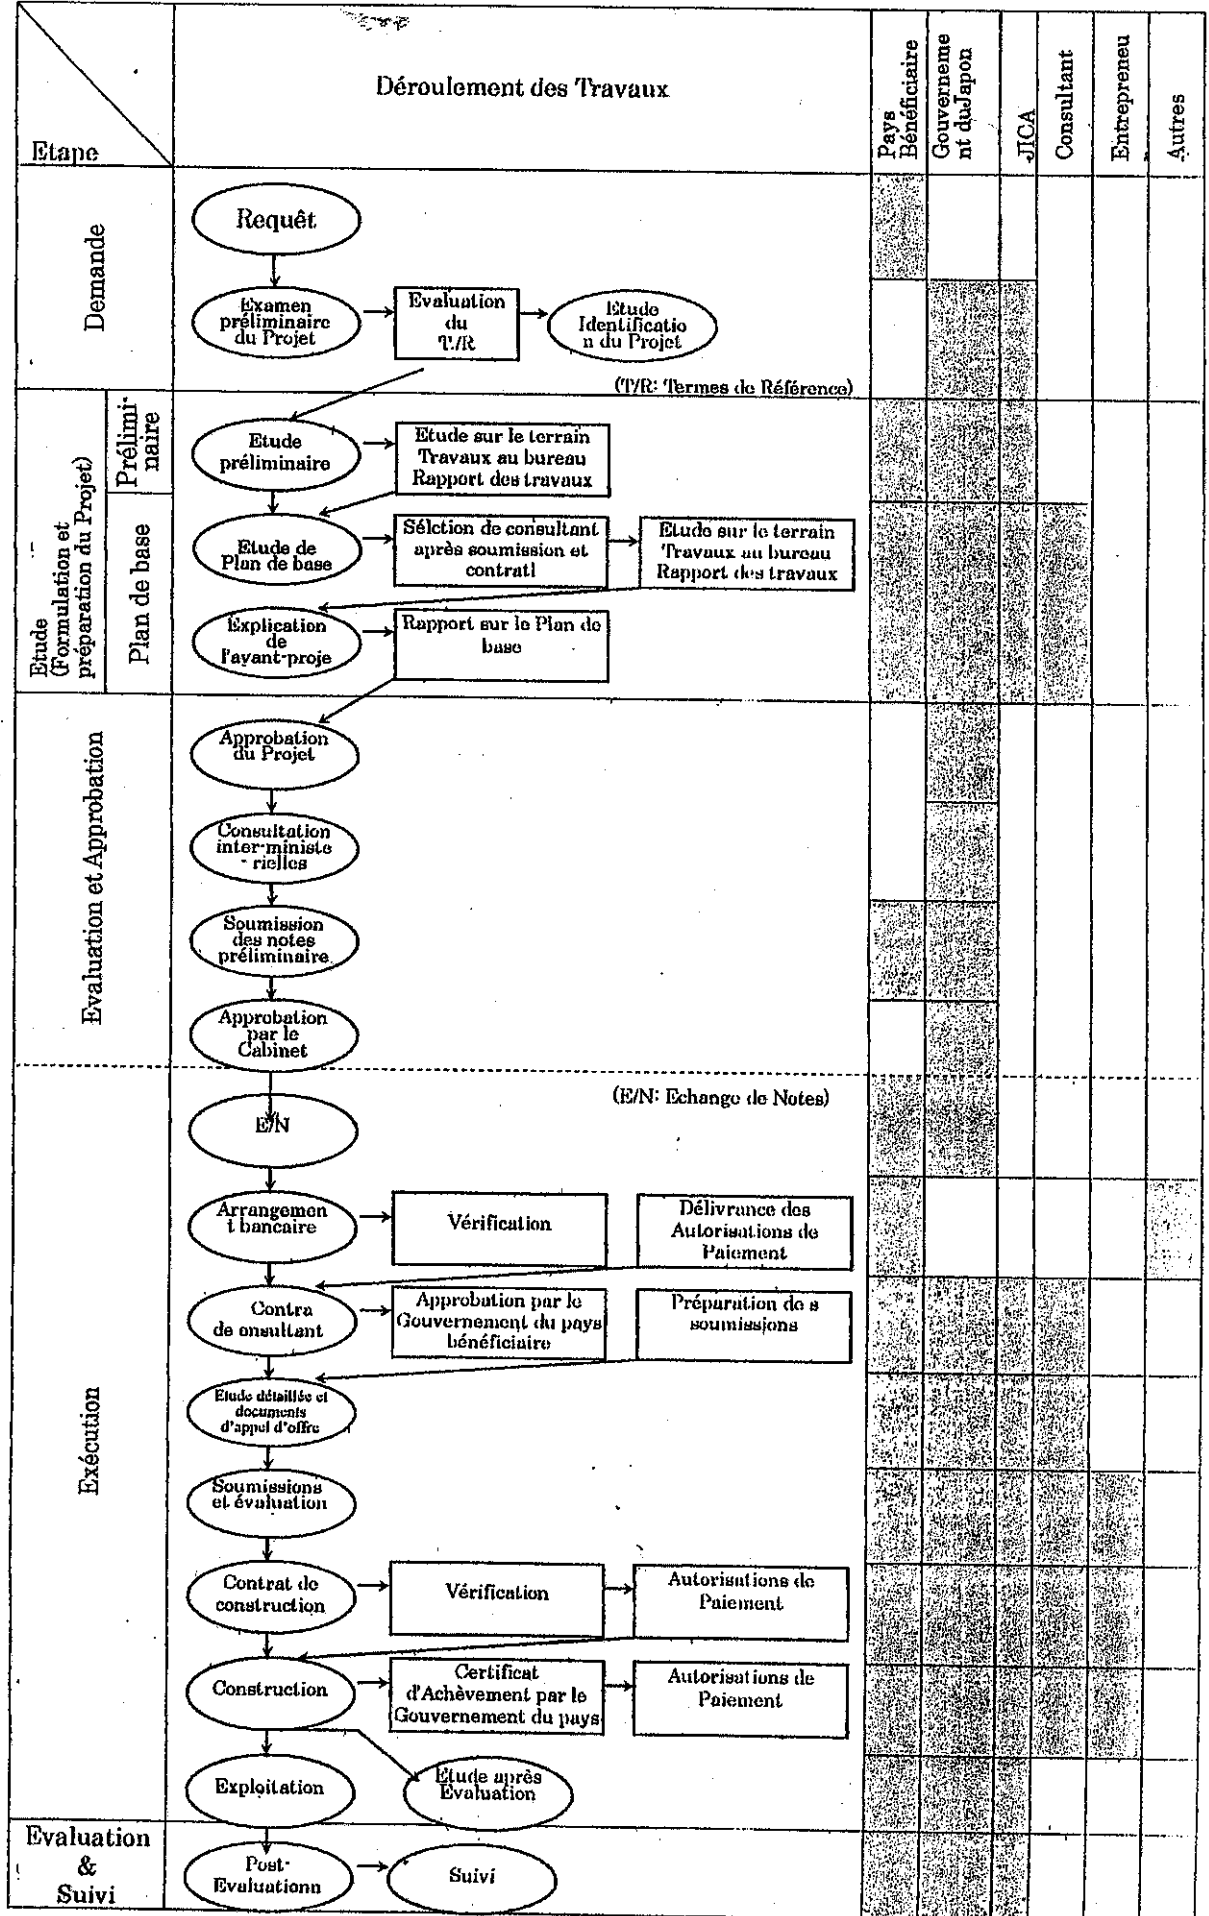 Etape
Déroulement des Travaux
Pays
Bénéficiaire
Gouverneme
nt duJapon
JICA
Consultant
Entrepreneu
Autres
Demande
Requêt
Examen
préliminaire
du Projet
Evaluation
du
T/R
Etude
Identificatio
n du Projet
(T/R: Termes de Référence)
Etude
(Formulation et
préparation du Projet)
Prélimi-
naire
Etude
préliminaire
Etude sur le terrain
Travaux au bureau
Rapport des travaux
Plan de base
Etude de
Plan de base
Sélction de consultant
après soumission et
contratl
Etude sur le terrain
Travaux au bureau
Rapport des travaux
Explication
de
l'avant-proje
Rapport sur le Plan de
base
Evaluation et Approbation
Approbation
du Projet
Consultation
inter-ministe
- rielles
Soumission
des notes
préliminaire
Approbation
par le
Cabinet
Exécution
E/N
(E/N: Echange de Notes)
Arrangemen
t bancaire
Vérification
Délivrance des
Autorisations de
Paiement
Contra
de onsultant
Approbation par le
Gouvernement du pays
bénéficiaire
Préparation de s
soumissions
Etude détaillée et
documents
d'appel d'offre
Soumissions
et évaluation
Contrat de
construction
Vérification
Autorisations de
Paiement
Construction
Certificat
d'Achèvement par le
Gouvernement du pays
Autorisations de
Paiement
Exploitation
Etude après
Evaluation
Evaluation
&
Suivi
Post-
Evaluationn
Suivi